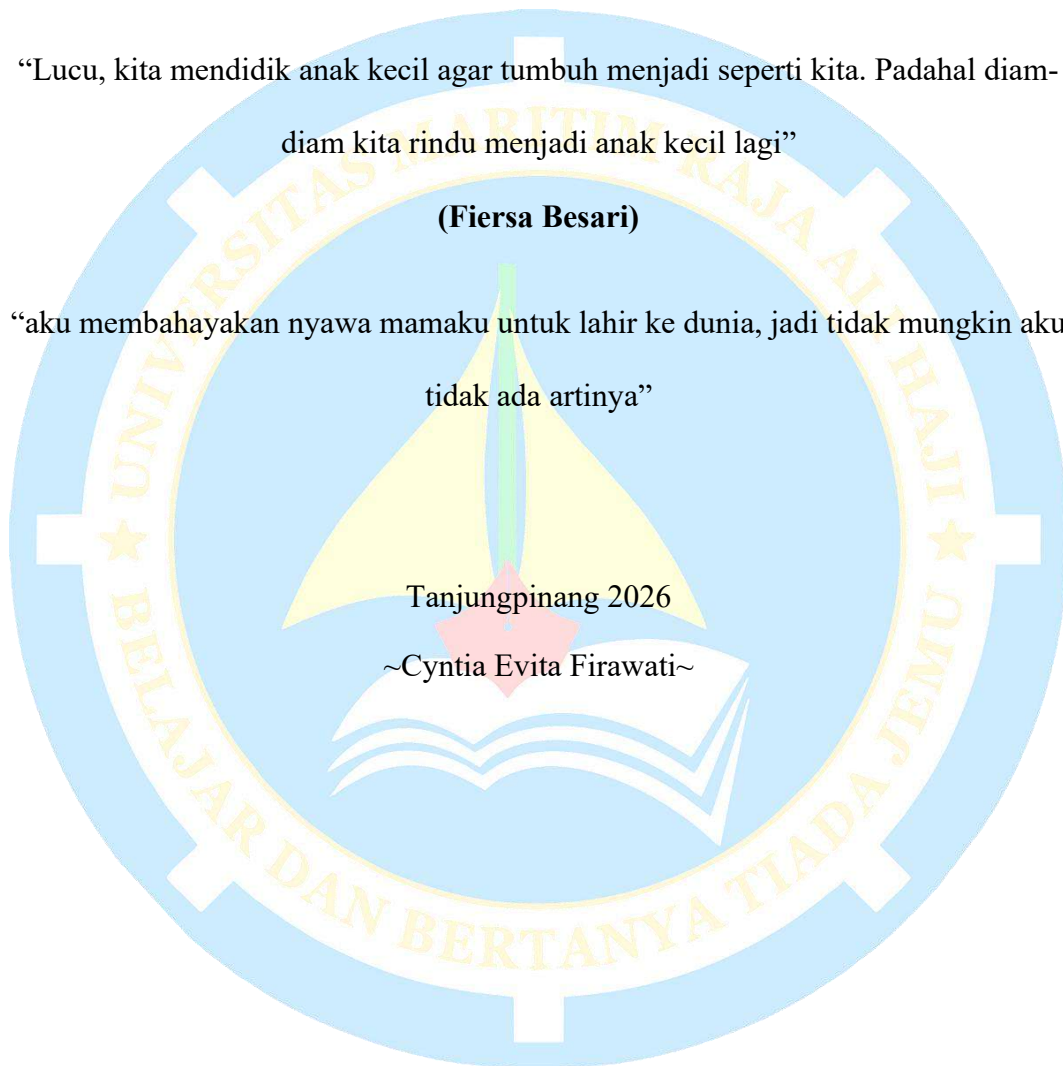 “Lucu, kita mendidik anak kecil agar tumbuh menjadi seperti kita. Padahal diam-
diam kita rindu menjadi anak kecil lagi”
(Fiersa Besari)
“aku membahayakan nyawa mamaku untuk lahir ke dunia, jadi tidak mungkin aku
tidak ada artinya”
Tanjungpinang 2026
~Cyntia Evita Firawati~
UNIVERSITAS MARITIM RAJA ALI HAJI
BELAJAR DAN BERTANYA TIADA JEMU